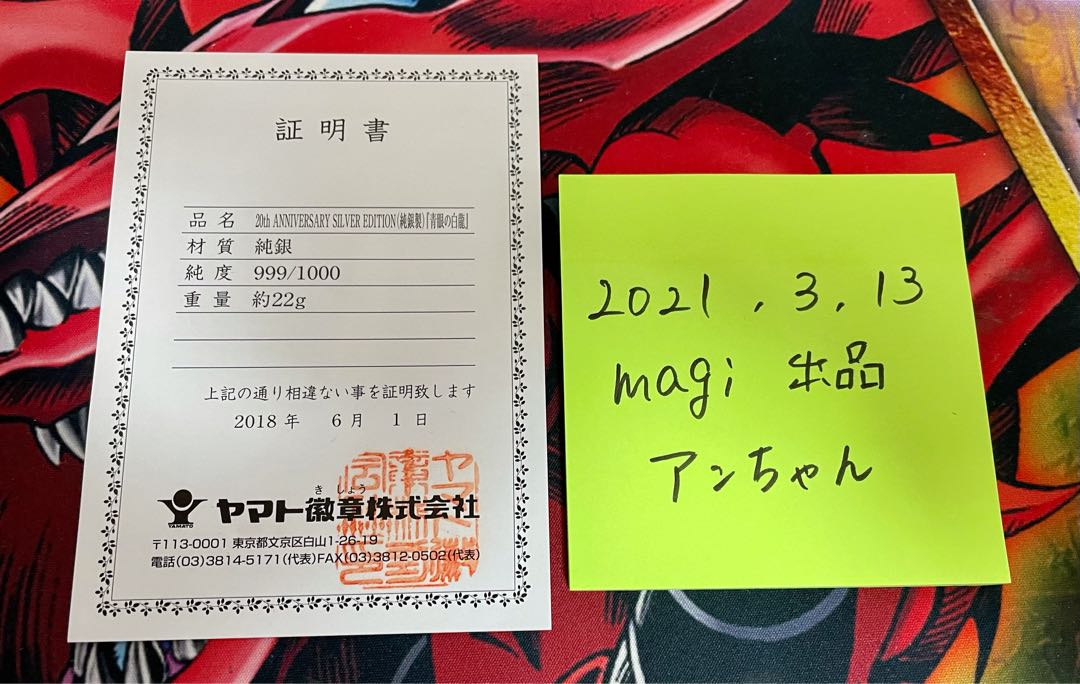 証明書
品名 20th ANNIVERSARY SILVER EDITION(純銀製)『青眼の白龍』
材質 純銀
純度 999/1000
重量 約22g
上記の通り相違ない事を証明致します
2018年 6月 1日
きしょう
YAMATO ヤマト徽章株式会社
〒113-0001 東京都文京区白山1-26-19
電話(03)3814-5171(代表)FAX(03)3812-0502(代表)
2021.3.13
magi 出品
アンちゃん